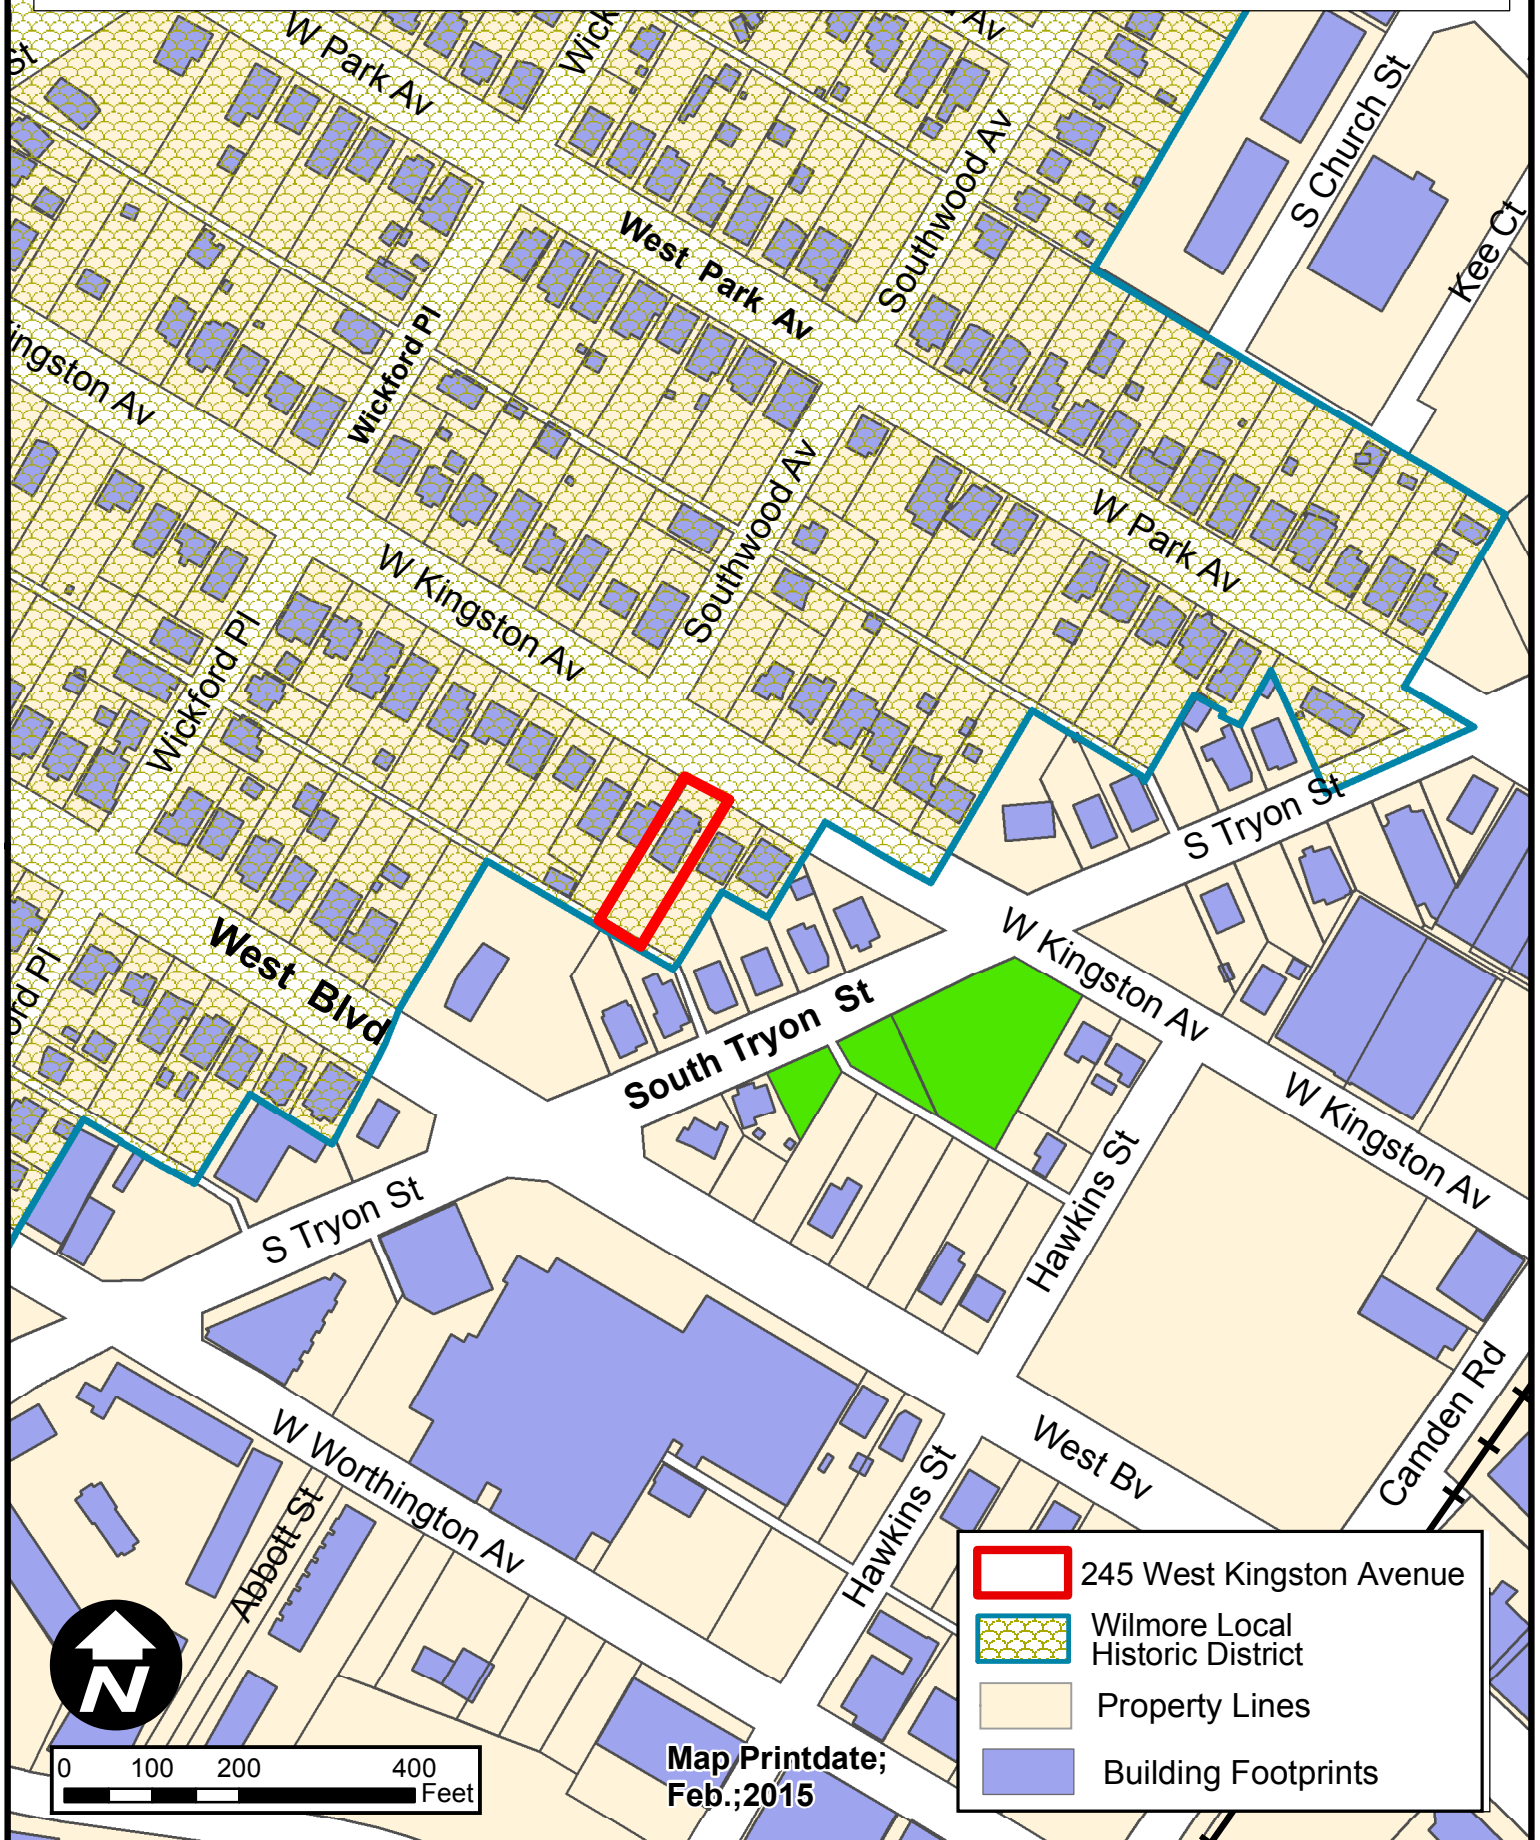 W Park Av
Wick
Av
St
S Church St
Kee Ct
Southwood Av
West Park Av
Wickford Pl
ingston Av
Southwood Av
W Park Av
W Kingston Av
Wickford Pl
S Tryon St
West Blvd
W Kingston Av
ord Pl
South Tryon St
W Kingston Av
Hawkins St
S Tryon St
Camden Rd
W Worthington Av
West Bv
Hawkins St
Abbott St
245 West Kingston Avenue
Wilmore Local
Historic District
Property Lines
Building Footprints
N
0 100 200 400
Feet
Map Printdate;
Feb.;2015